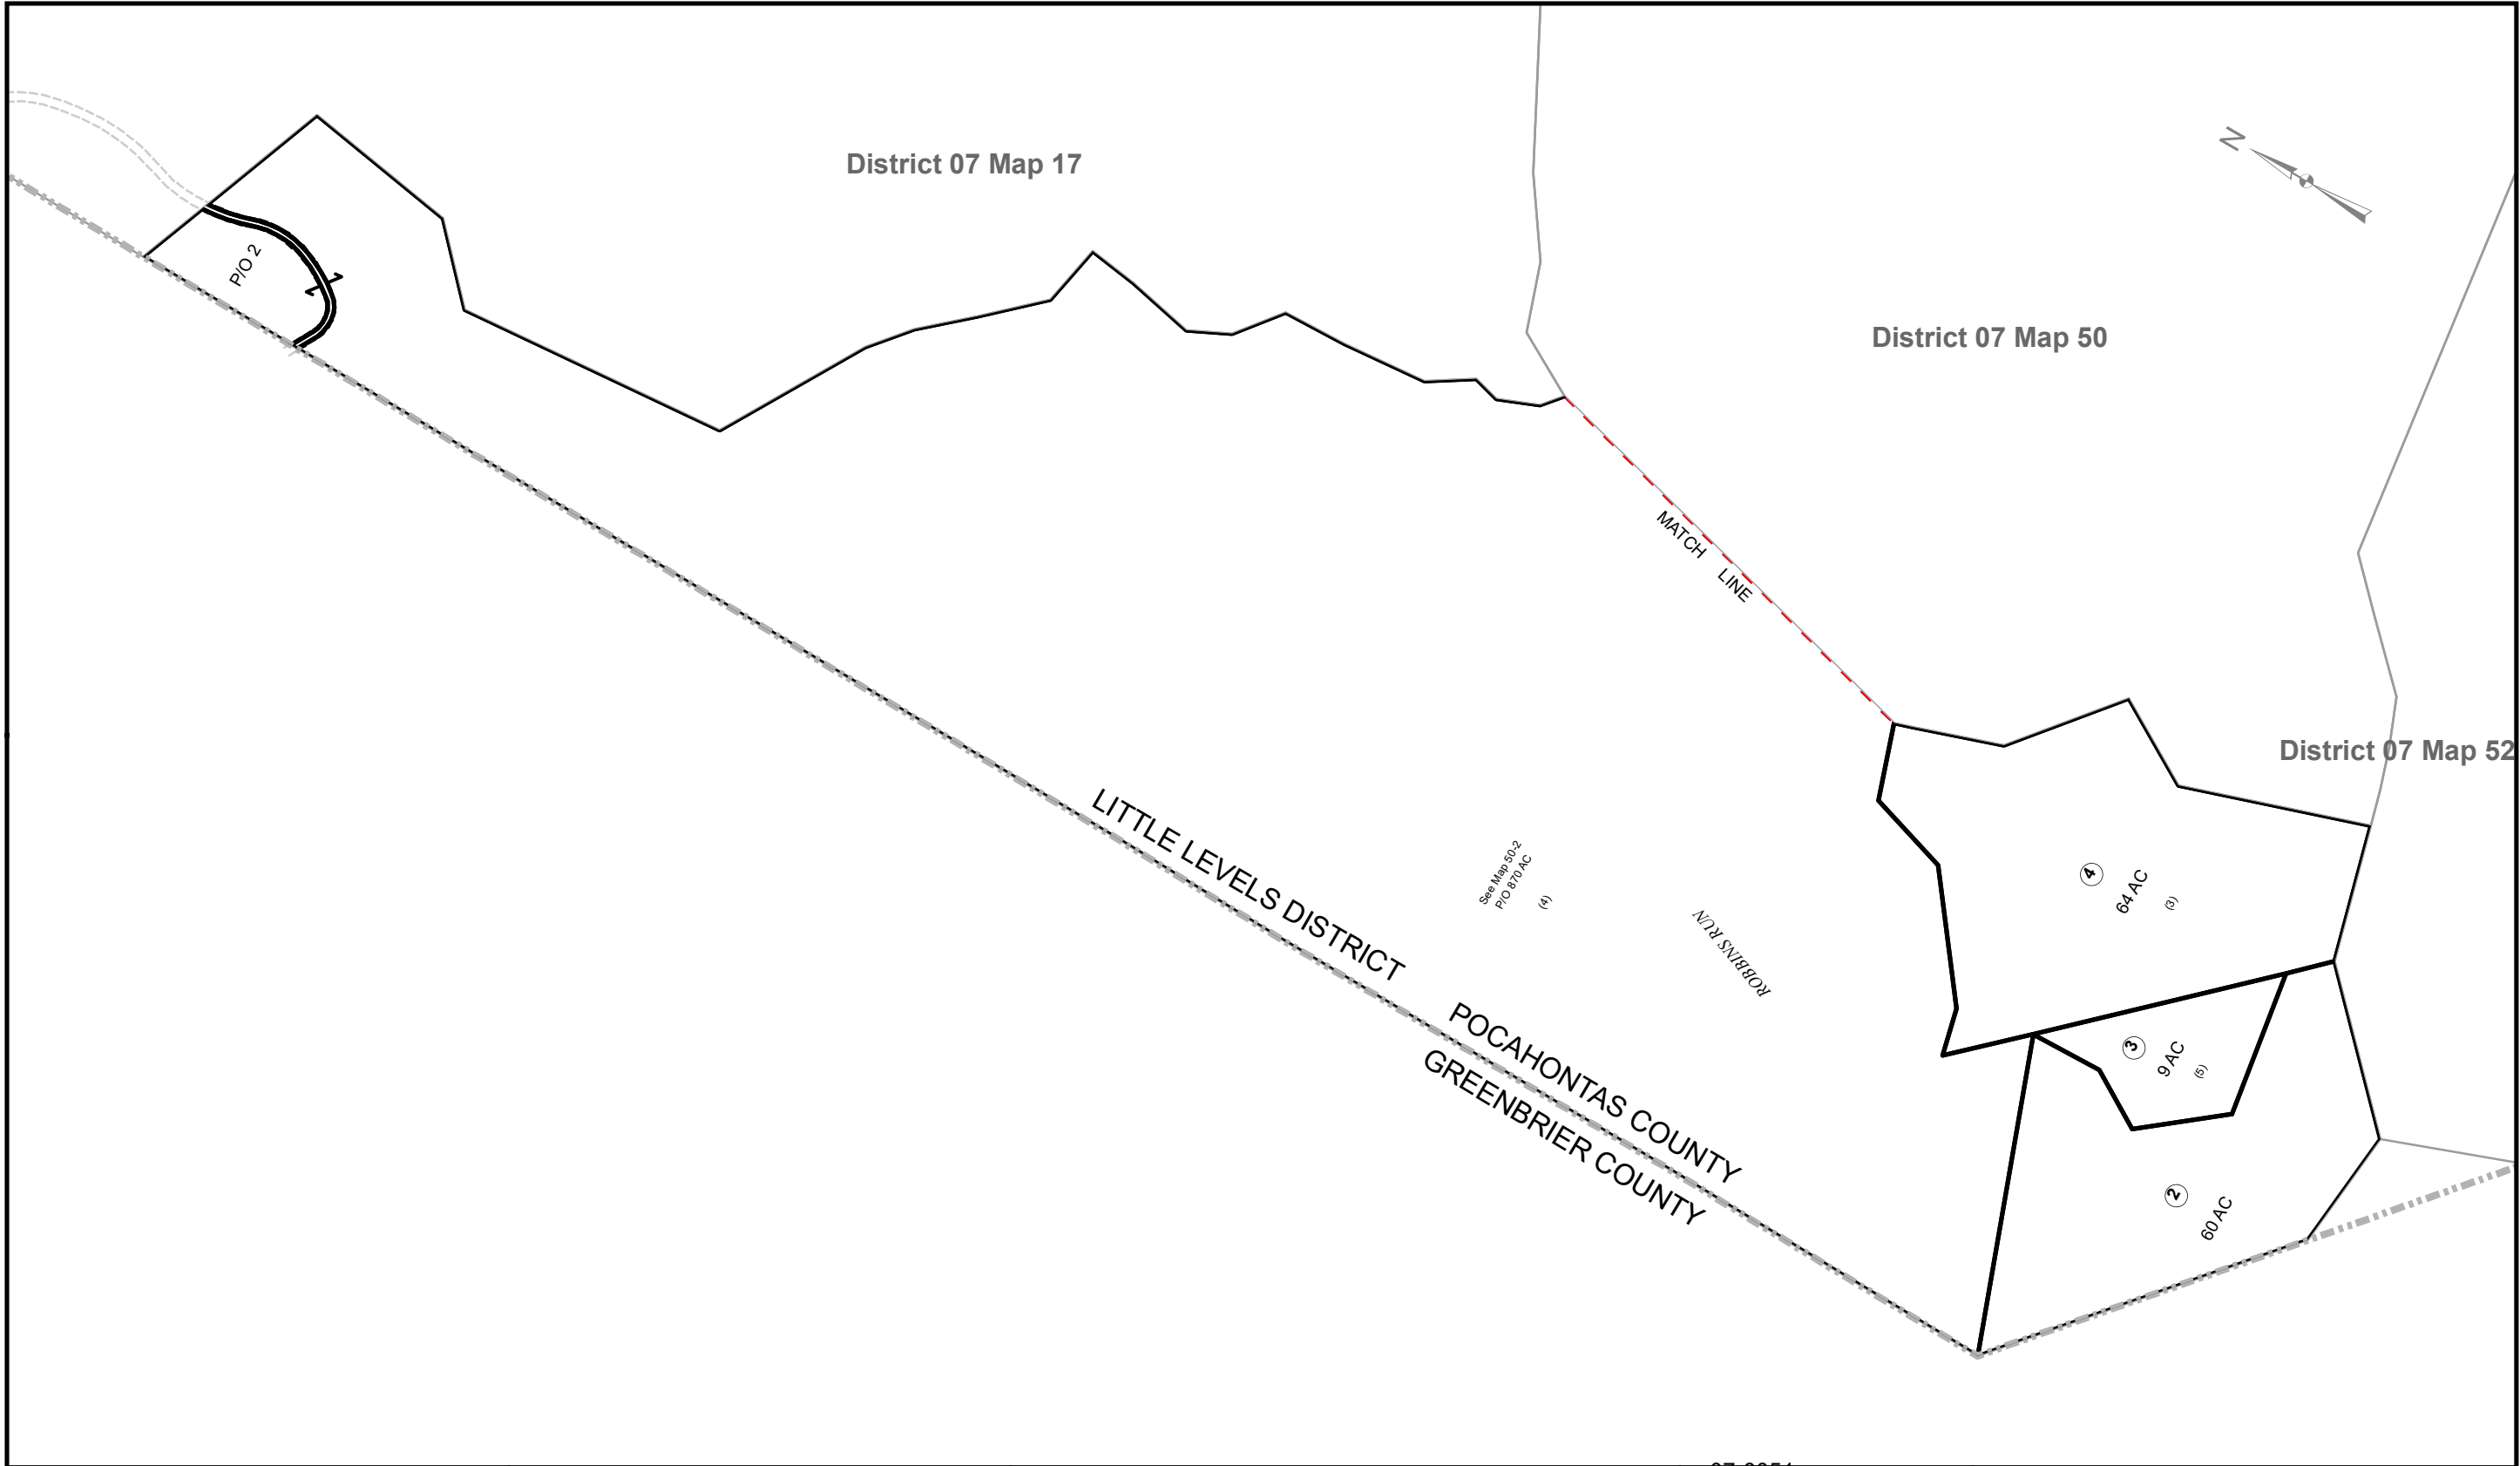 District 07 Map 17
N
P/O 2
District 07 Map 50
MATCH LINE
District 07 Map 52
LITTLE LEVELS DISTRICT
See Map 50-2
P/O 870 AC
(4)
ROBBINS RUN
4
64 AC
(3)
POCAHONTAS COUNTY
GREENBRIER COUNTY
3
9 AC
(5)
2
60 AC